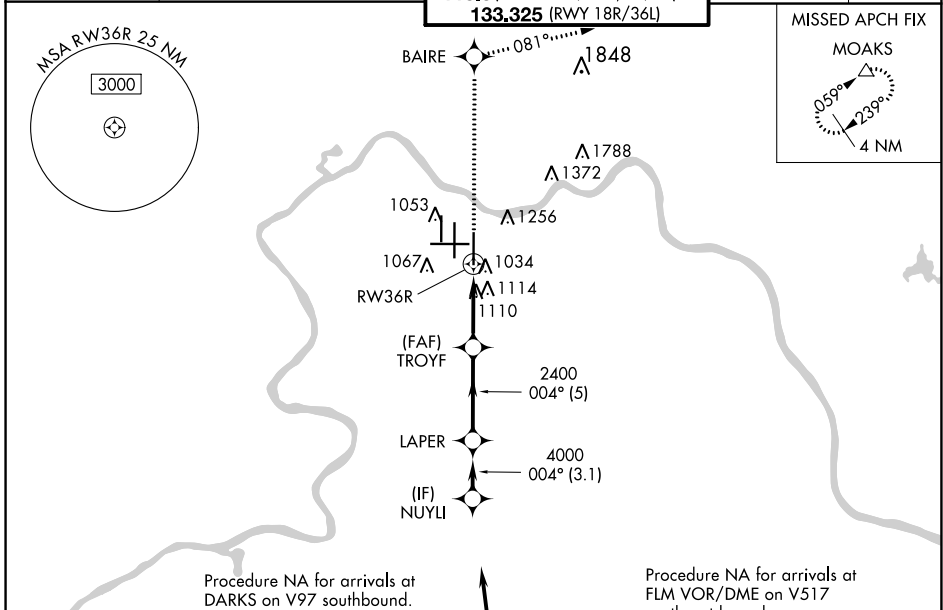 133.325 (RWY 18R/36L)
MSA RW36R 25 NM
3000
BAIRE
081°
1848
MISSED APCH FIX
MOAKS
059°
239°
4 NM
1788
1372
1053
1256
1067
1034
RW36R
1114
1110
(FAF)
TROYF
2400
004° (5)
LAPER
4000
004° (3.1)
(IF)
NUYLI
Procedure NA for arrivals at
DARKS on V97 southbound.
Procedure NA for arrivals at
FLM VOR/DME on V517